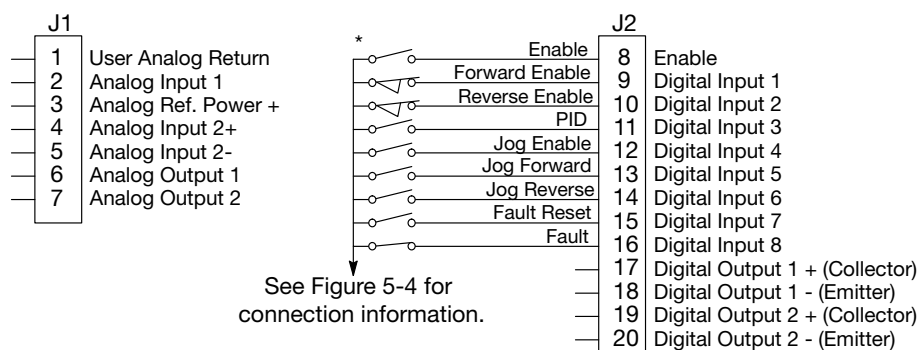 J1
1 User Analog Return
2 Analog Input 1
3 Analog Ref. Power +
4 Analog Input 2+
5 Analog Input 2-
6 Analog Output 1
7 Analog Output 2
*
J2
Enable 8 Enable
Forward Enable 9 Digital Input 1
Reverse Enable 10 Digital Input 2
PID 11 Digital Input 3
Jog Enable 12 Digital Input 4
Jog Forward 13 Digital Input 5
Jog Reverse 14 Digital Input 6
Fault Reset 15 Digital Input 7
Fault 16 Digital Input 8
17 Digital Output 1 + (Collector)
18 Digital Output 1 - (Emitter)
19 Digital Output 2 + (Collector)
20 Digital Output 2 - (Emitter)
See Figure 5-4 for
connection information.